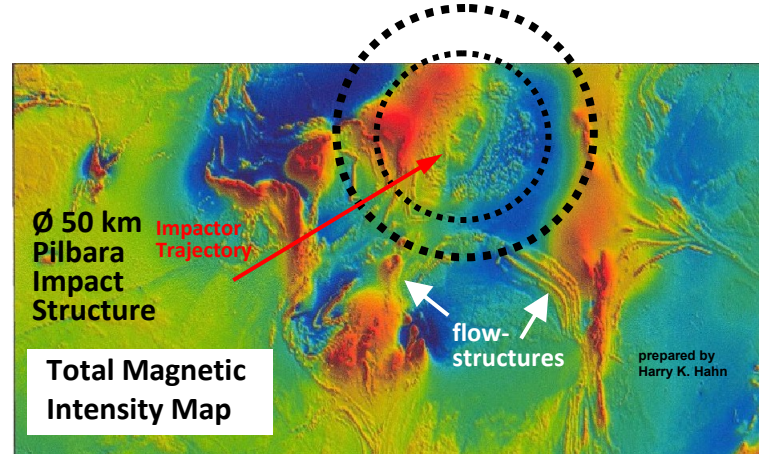 Ø 50 km
Pilbara
Impact
Structure
Impactor
Trajectory
flow-
structures
prepared by
Harry K. Hahn
Total Magnetic
Intensity Map